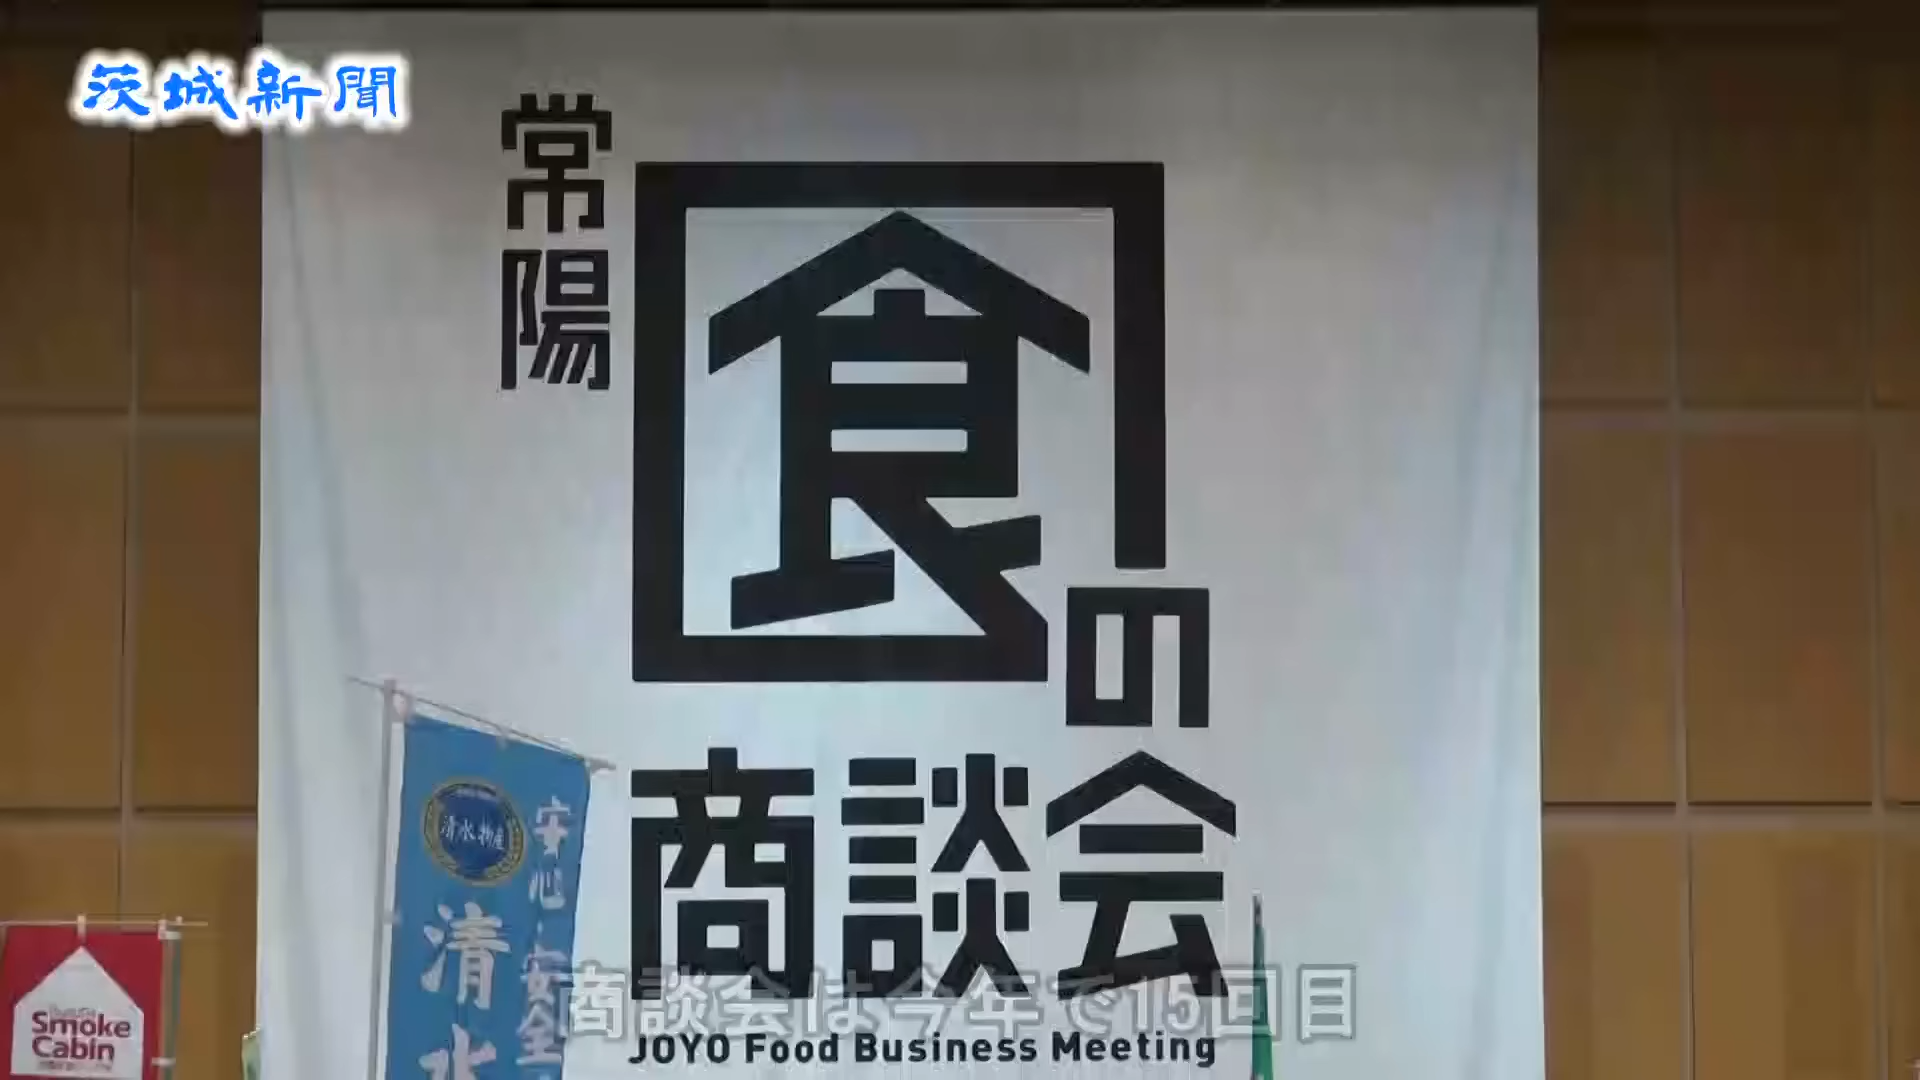 茨城新聞
常陽
食の
商談会
JOYO Food Business Meeting
商談会は今年で15回目
清水物産
安心・安全
清水
Smoke
Cabin